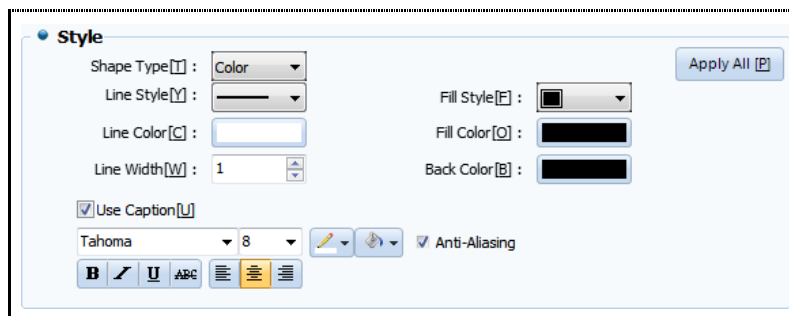 Style
Shape Type[T] : Color Apply All [P]
Line Style[Y] : Fill Style[F] :
Line Color[C] : Fill Color[O] :
Line Width[W] : 1 Back Color[B] :
Use Caption[U]
Tahoma 8 Anti-Aliasing
B I U ABC